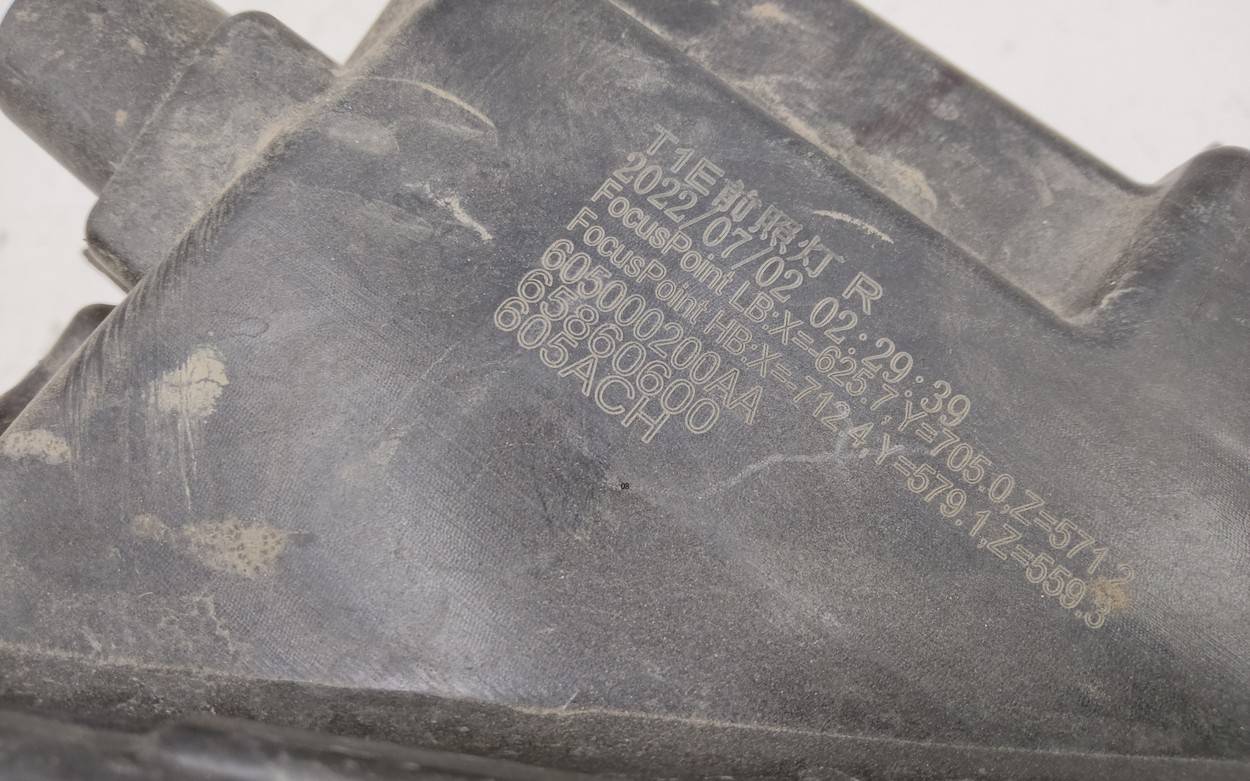 T1E前照灯 R
2022/07/02 02:29:39
FocusPoint LB:X=625.7,Y=705.0,Z=571.2
FocusPoint HB:X=712.4,Y=579.1,Z=559.3
605000200AA
65860600
605ACH
08